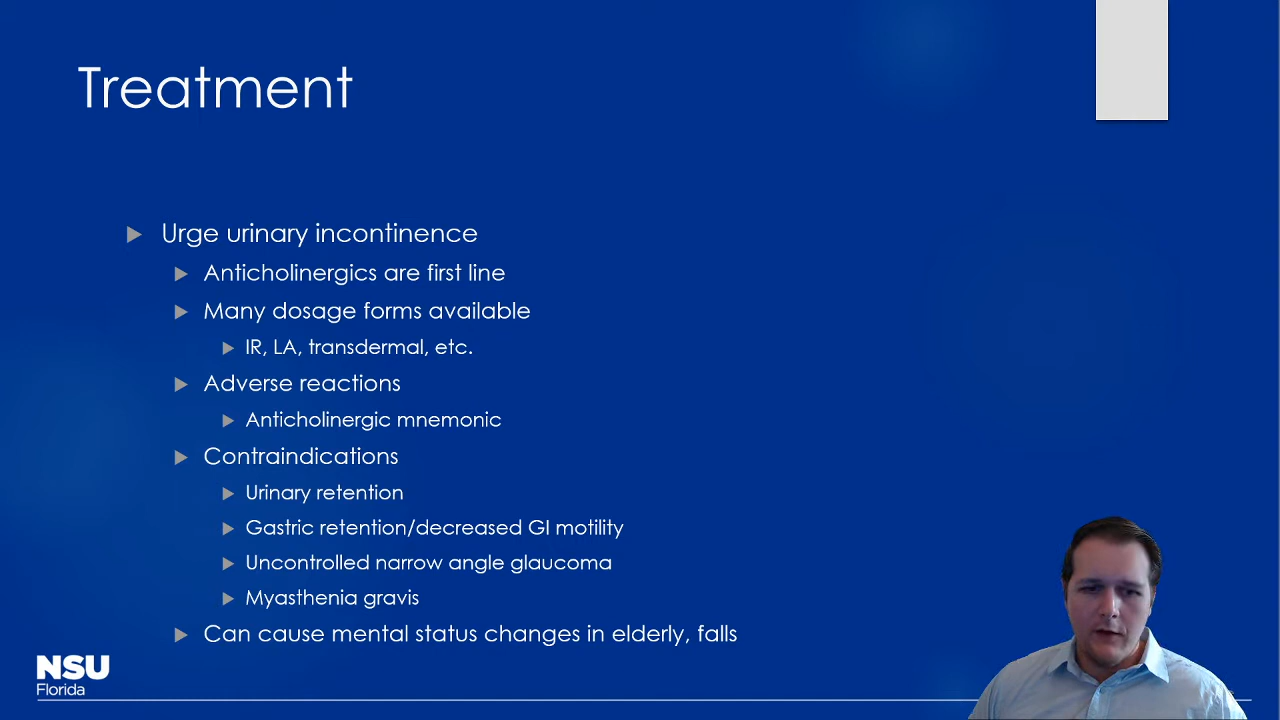 Treatment
Urge urinary incontinence
Anticholinergics are first line
Many dosage forms available
IR, LA, transdermal, etc.
Adverse reactions
Anticholinergic mnemonic
Contraindications
Urinary retention
Gastric retention/decreased GI motility
Uncontrolled narrow angle glaucoma
Myasthenia gravis
Can cause mental status changes in elderly, falls
NSU
Florida